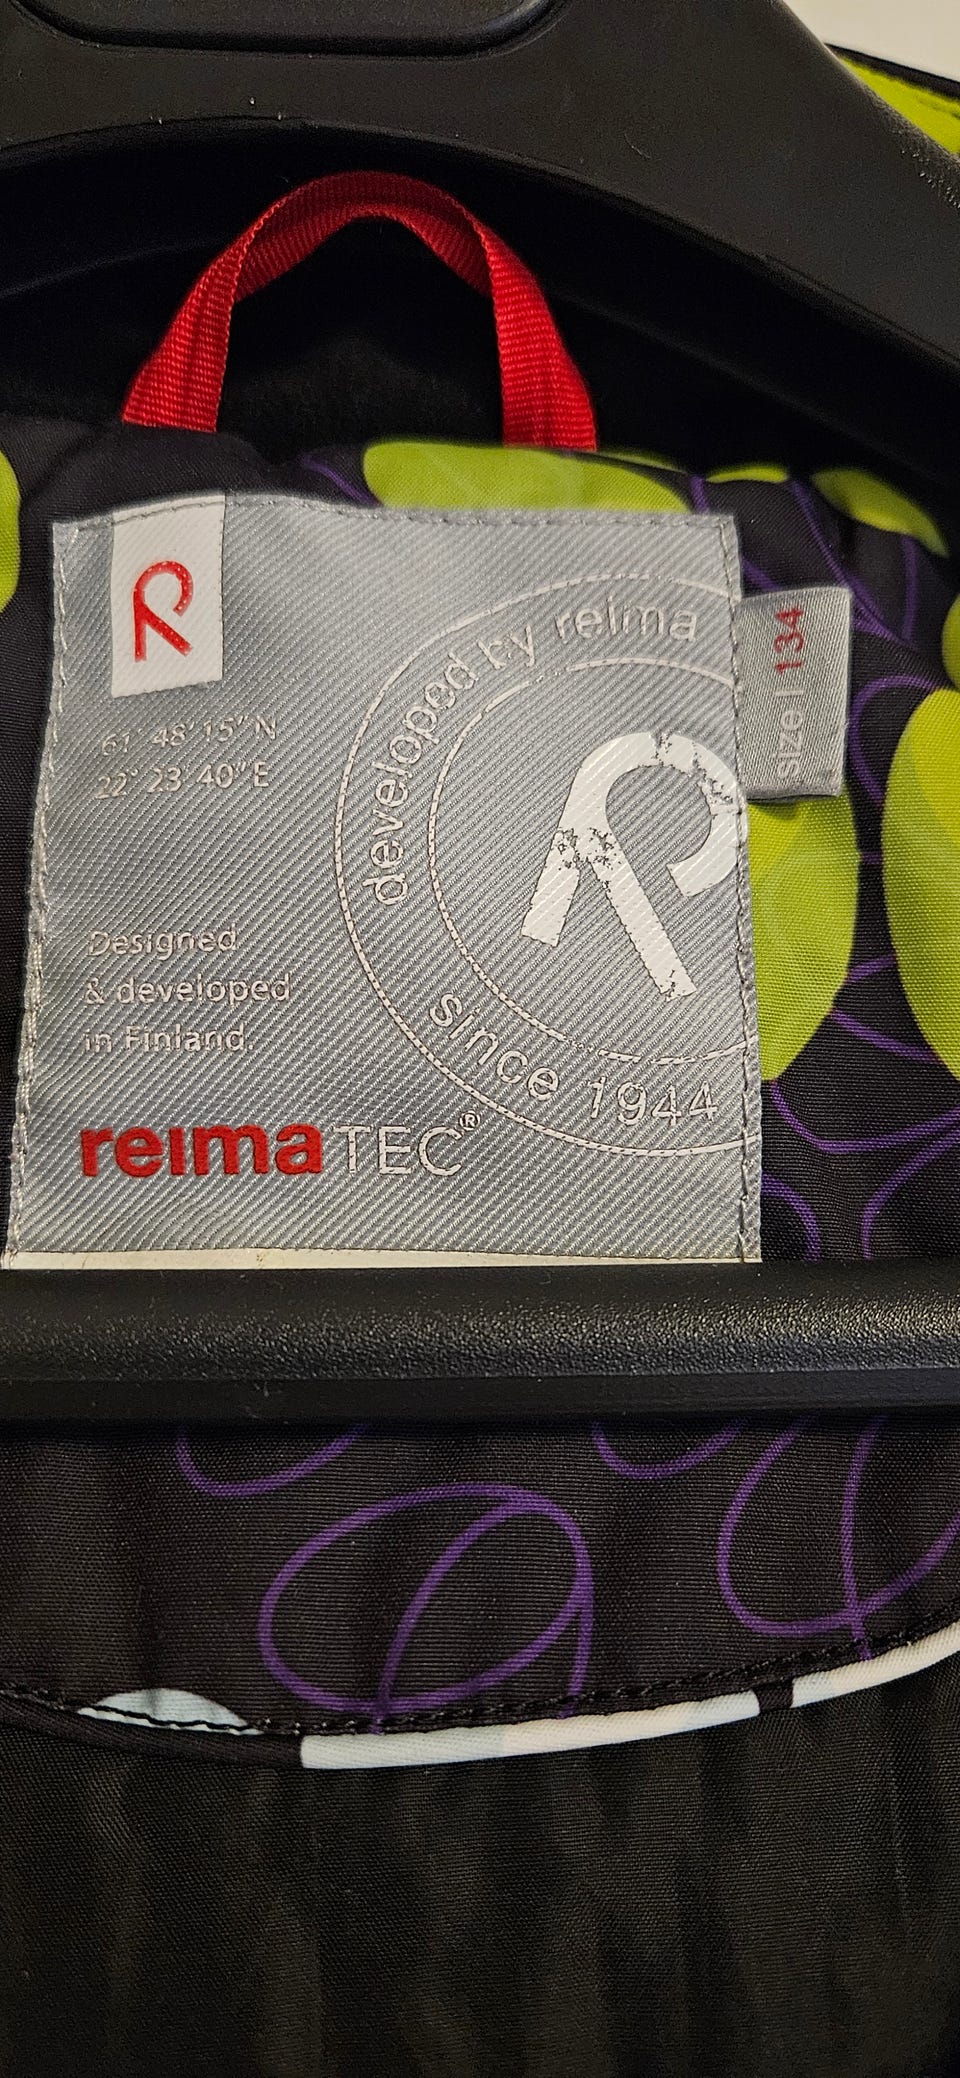 61° 48' 15" N
22° 23' 40" E
developed by reima
since 1944
size | 134
Designed
& developed
in Finland.
reimaTEC®